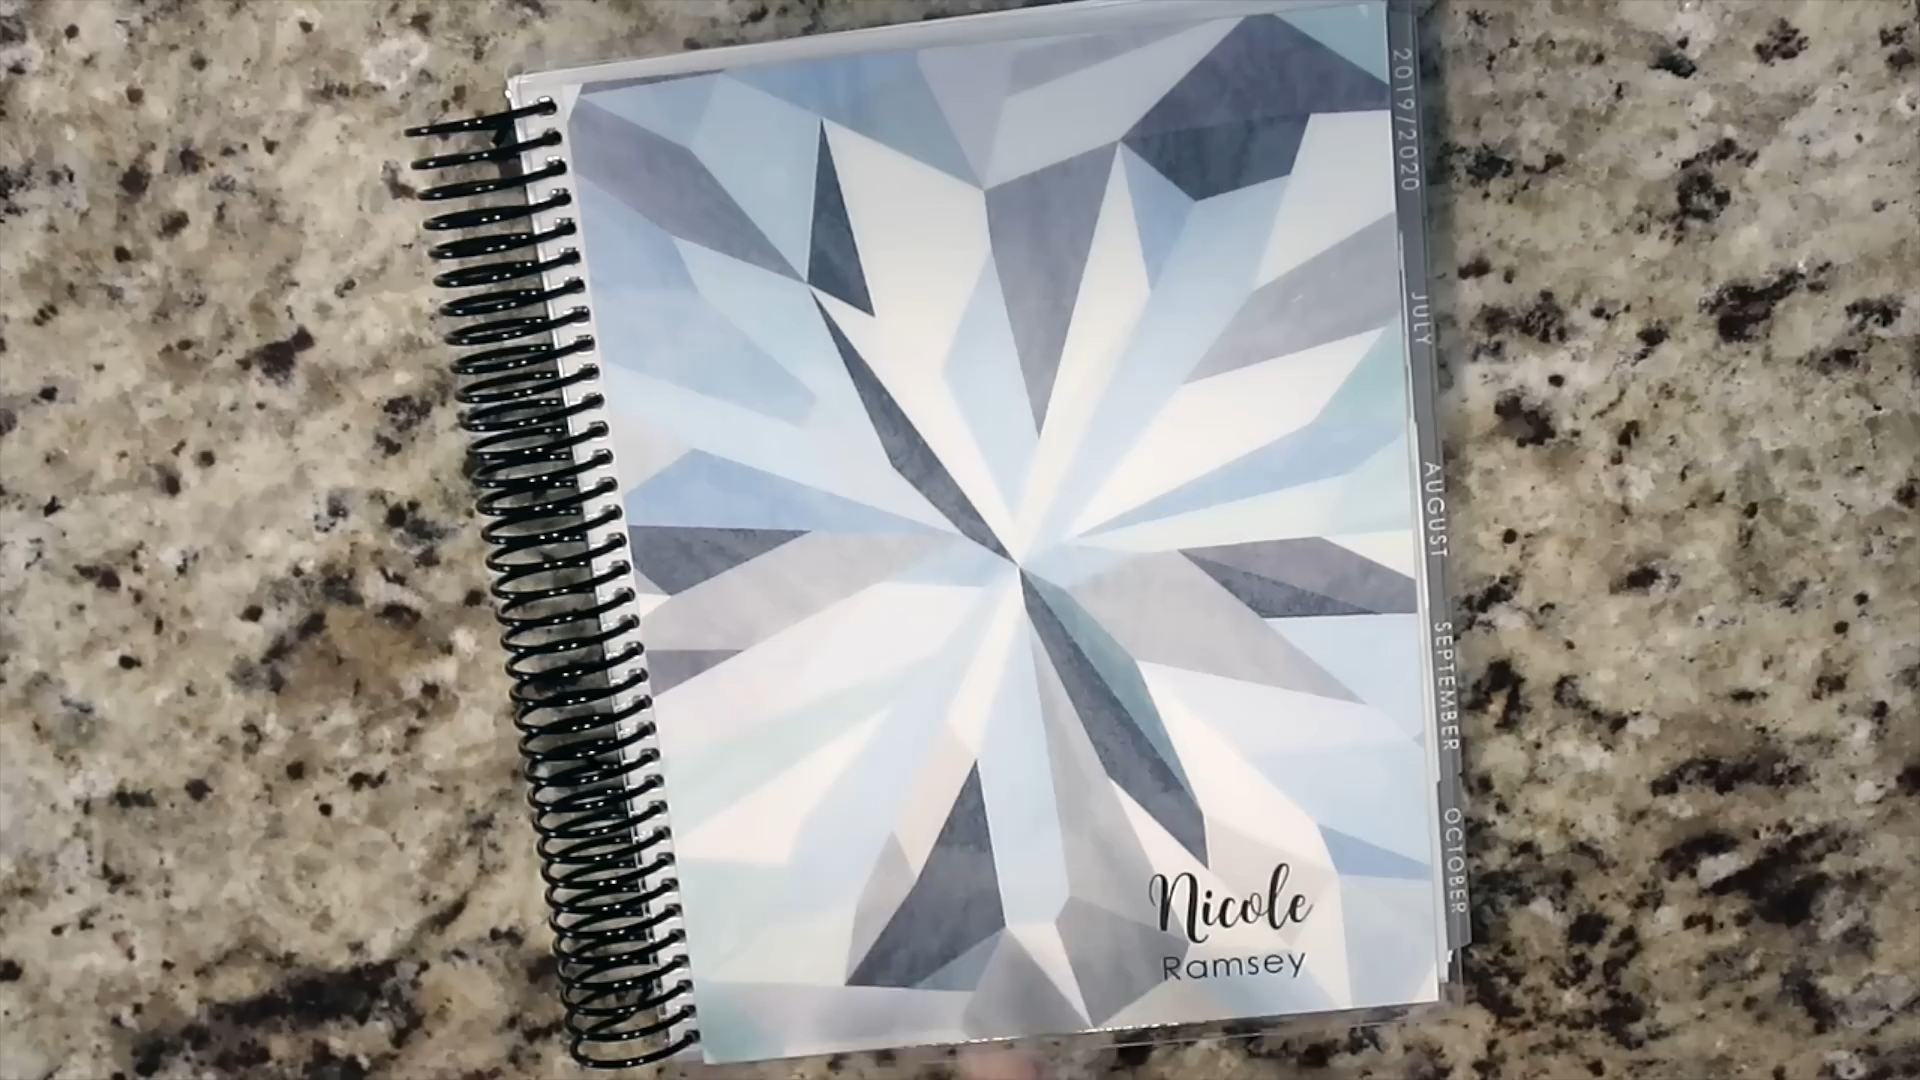 2019/2020
JULY
AUGUST
SEPTEMBER
OCTOBER
Nicole
Ramsey